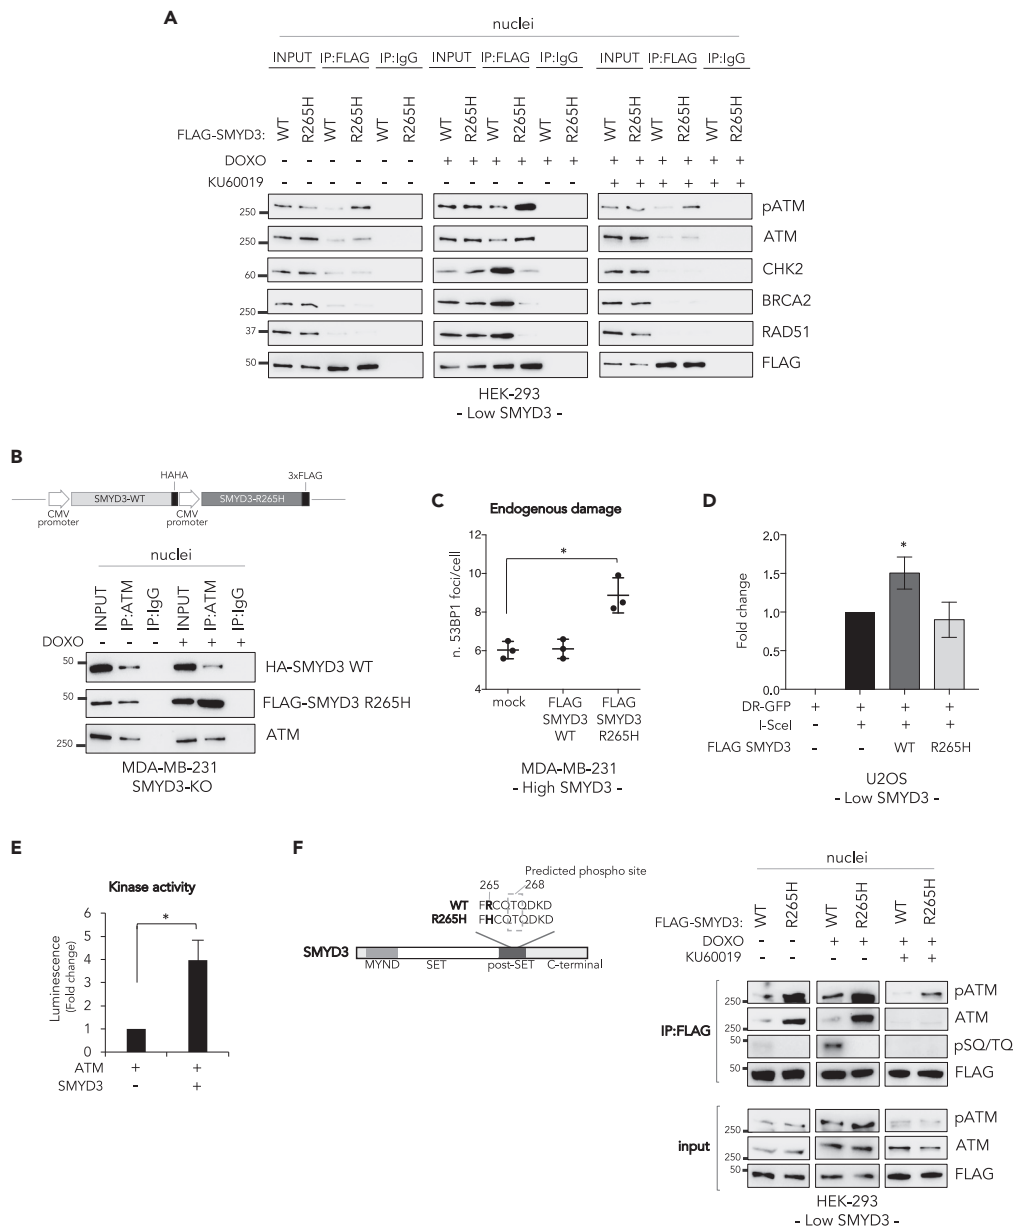 A
nuclei
INPUT IP:FLAG IP:IgG INPUT IP:FLAG IP:IgG INPUT IP:FLAG IP:IgG
FLAG-SMYD3: WT R265H WT R265H WT R265H WT R265H WT R265H WT R265H WT R265H WT R265H WT R265H
DOXO - - - - - - + + + + + + + + + + + +
KU60019 - - - - - - - - - - - - + + + + + +
250 pATM
250 ATM
60 CHK2
250 BRCA2
37 RAD51
50 FLAG
HEK-293
- Low SMYD3 -
B
HAHA 3xFLAG
SMYD3-WT SMYD3-R265H
CMV promoter CMV promoter
nuclei
INPUT IP:ATM IP:IgG INPUT IP:ATM IP:IgG
DOXO - - - + + +
50 HA-SMYD3 WT
50 FLAG-SMYD3 R265H
250 ATM
MDA-MB-231
SMYD3-KO
C
Endogenous damage
n. 53BP1 foci/cell
12
10
8
6
4
*
mock FLAG SMYD3 WT FLAG SMYD3 R265H
MDA-MB-231
- High SMYD3 -
D
Fold change
2.0
1.5
1.0
0.5
0.0
*
DR-GFP + + + +
I-SceI - + + +
FLAG SMYD3 - - WT R265H
U2OS
- Low SMYD3 -
E
Kinase activity
Luminescence
(Fold change)
6
5
4
3
2
1
0
*
ATM + +
SMYD3 - +
F
Predicted phospho site
265 268
WT FRCQTQDKD
R265H FHCQTQDKD
SMYD3
MYND SET post-SET C-terminal
nuclei
FLAG-SMYD3: WT R265H WT R265H WT R265H
DOXO - - + + + +
KU60019 - - - - + +
IP:FLAG
250 pATM
250 ATM
50 pSQ/TQ
50 FLAG
input
250 pATM
250 ATM
50 FLAG
HEK-293
- Low SMYD3 -